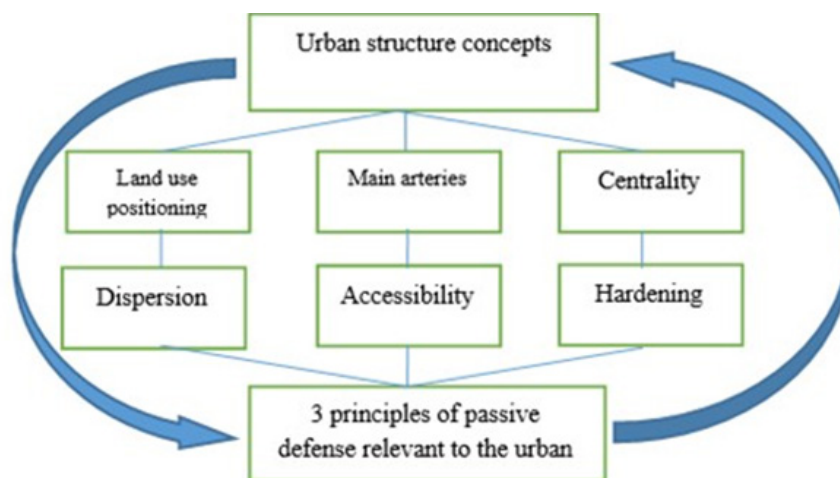 Urban structure concepts
Land use
positioning
Main arteries
Centrality
Dispersion
Accessibility
Hardening
3 principles of passive
defense relevant to the urban